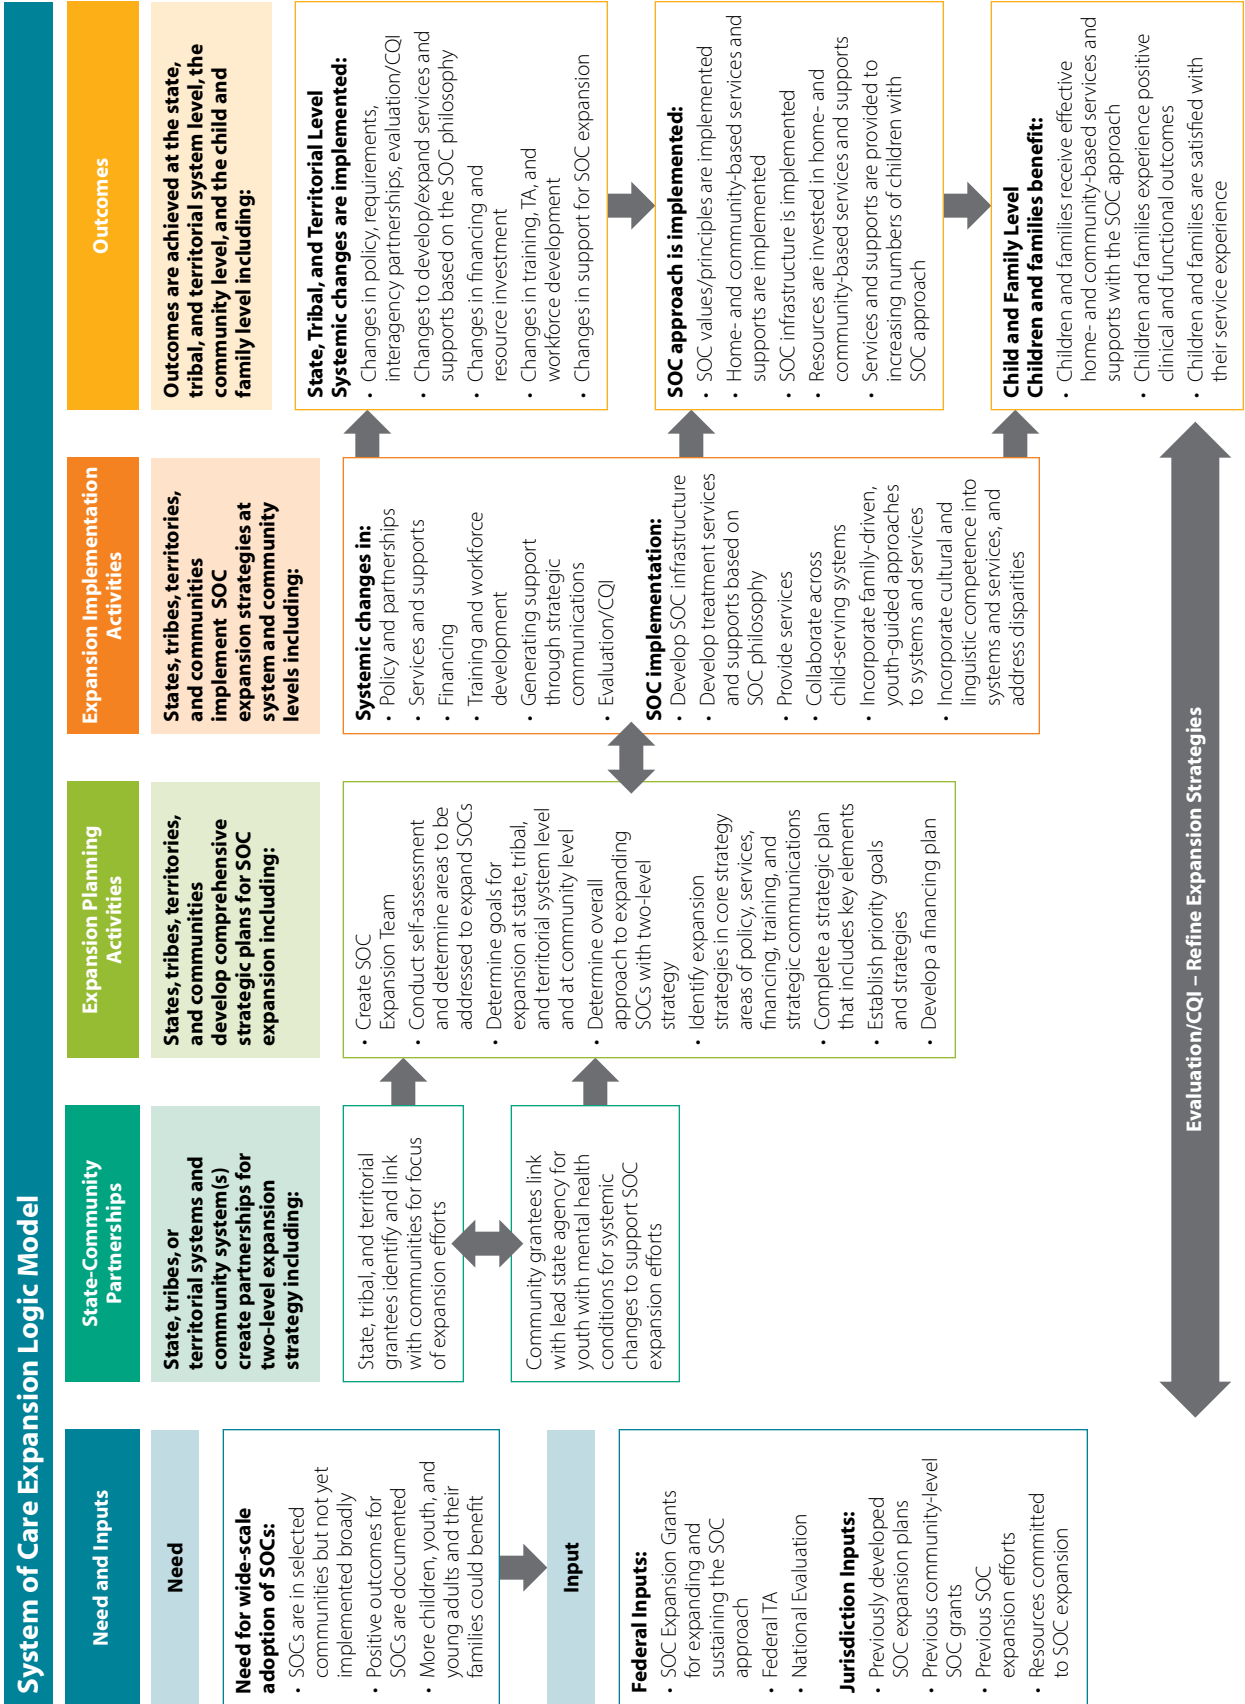 System of Care Expansion Logic Model
Need and Inputs
Need
Need for wide-scale
adoption of SOCs:
• SOCs are in selected
communities but not yet
implemented broadly
• Positive outcomes for
SOCs are documented
• More children, youth, and
young adults and their
families could benefit
Input
Federal Inputs:
• SOC Expansion Grants
for expanding and
sustaining the SOC
approach
• Federal TA
• National Evaluation
Jurisdiction Inputs:
• Previously developed
SOC expansion plans
• Previous community-level
SOC grants
• Previous SOC
expansion efforts
• Resources committed
to SOC expansion
State-Community
Partnerships
State, tribes, or
territorial systems and
community system(s)
create partnerships for
two-level expansion
strategy including:
State, tribal, and territorial
grantees identify and link
with communities for focus
of expansion efforts
Community grantees link
with lead state agency for
youth with mental health
conditions for systemic
changes to support SOC
expansion efforts
Expansion Planning
Activities
States, tribes, territories,
and communities
develop comprehensive
strategic plans for SOC
expansion including:
• Create SOC
Expansion Team
• Conduct self-assessment
and determine areas to be
addressed to expand SOCs
• Determine goals for
expansion at state, tribal,
and territorial system level
and at community level
• Determine overall
approach to expanding
SOCs with two-level
strategy
• Identify expansion
strategies in core strategy
areas of policy, services,
financing, training, and
strategic communications
• Complete a strategic plan
that includes key elements
• Establish priority goals
and strategies
• Develop a financing plan
Expansion Implementation
Activities
States, tribes, territories,
and communities
implement SOC
expansion strategies at
system and community
levels including:
Systemic changes in:
• Policy and partnerships
• Services and supports
• Financing
• Training and workforce
development
• Generating support
through strategic
communications
• Evaluation/CQI
SOC implementation:
• Develop SOC infrastructure
• Develop treatment services
and supports based on
SOC philosophy
• Provide services
• Collaborate across
child-serving systems
• Incorporate family-driven,
youth-guided approaches
to systems and services
• Incorporate cultural and
linguistic competence into
systems and services, and
address disparities
Outcomes
Outcomes are achieved at the state,
tribal, and territorial system level, the
community level, and the child and
family level including:
State, Tribal, and Territorial Level
Systemic changes are implemented:
• Changes in policy, requirements,
interagency partnerships, evaluation/CQI
• Changes to develop/expand services and
supports based on the SOC philosophy
• Changes in financing and
resource investment
• Changes in training, TA, and
workforce development
• Changes in support for SOC expansion
SOC approach is implemented:
• SOC values/principles are implemented
• Home- and community-based services and
supports are implemented
• SOC infrastructure is implemented
• Resources are invested in home- and
community-based services and supports
• Services and supports are provided to
increasing numbers of children with
SOC approach
Child and Family Level
Children and families benefit:
• Children and families receive effective
home- and community-based services and
supports with the SOC approach
• Children and families experience positive
clinical and functional outcomes
• Children and families are satisfied with
their service experience
Evaluation/CQI – Refine Expansion Strategies